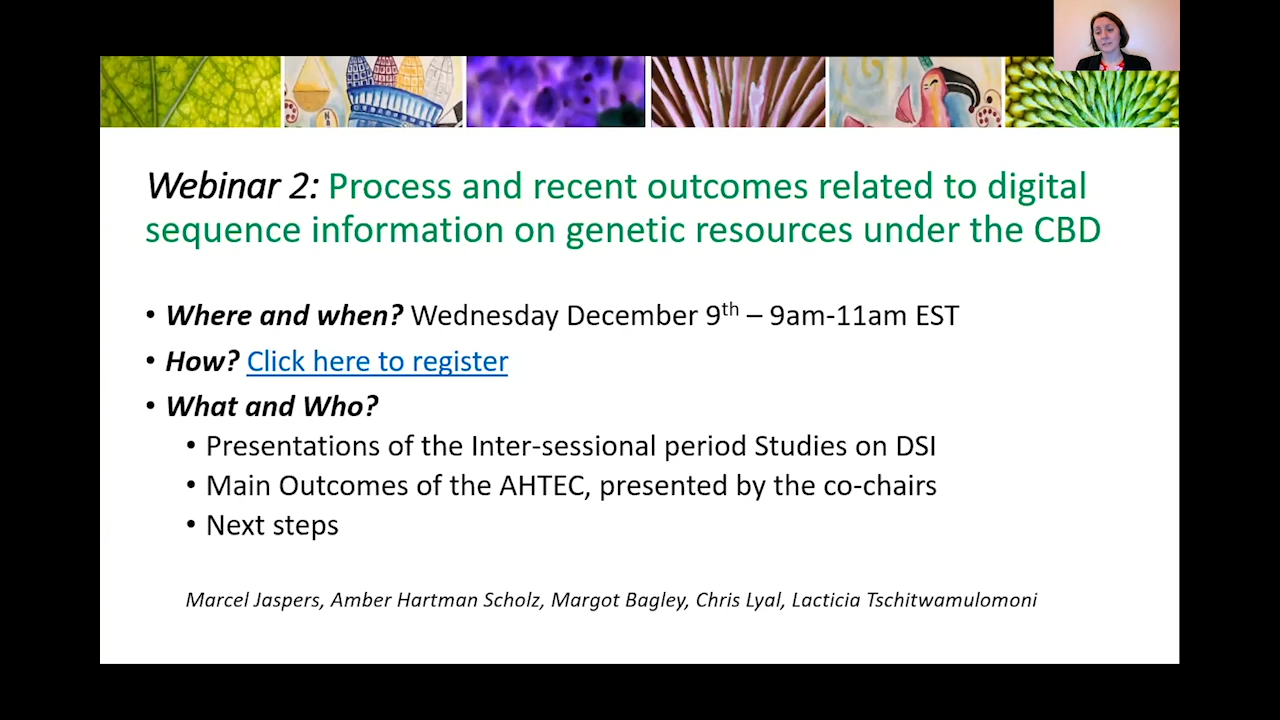 Webinar 2: Process and recent outcomes related to digital
sequence information on genetic resources under the CBD
• Where and when? Wednesday December 9th – 9am-11am EST
• How? Click here to register
• What and Who?
• Presentations of the Inter-sessional period Studies on DSI
• Main Outcomes of the AHTEC, presented by the co-chairs
• Next steps
Marcel Jaspers, Amber Hartman Scholz, Margot Bagley, Chris Lyal, Lacticia Tschitwamulomoni